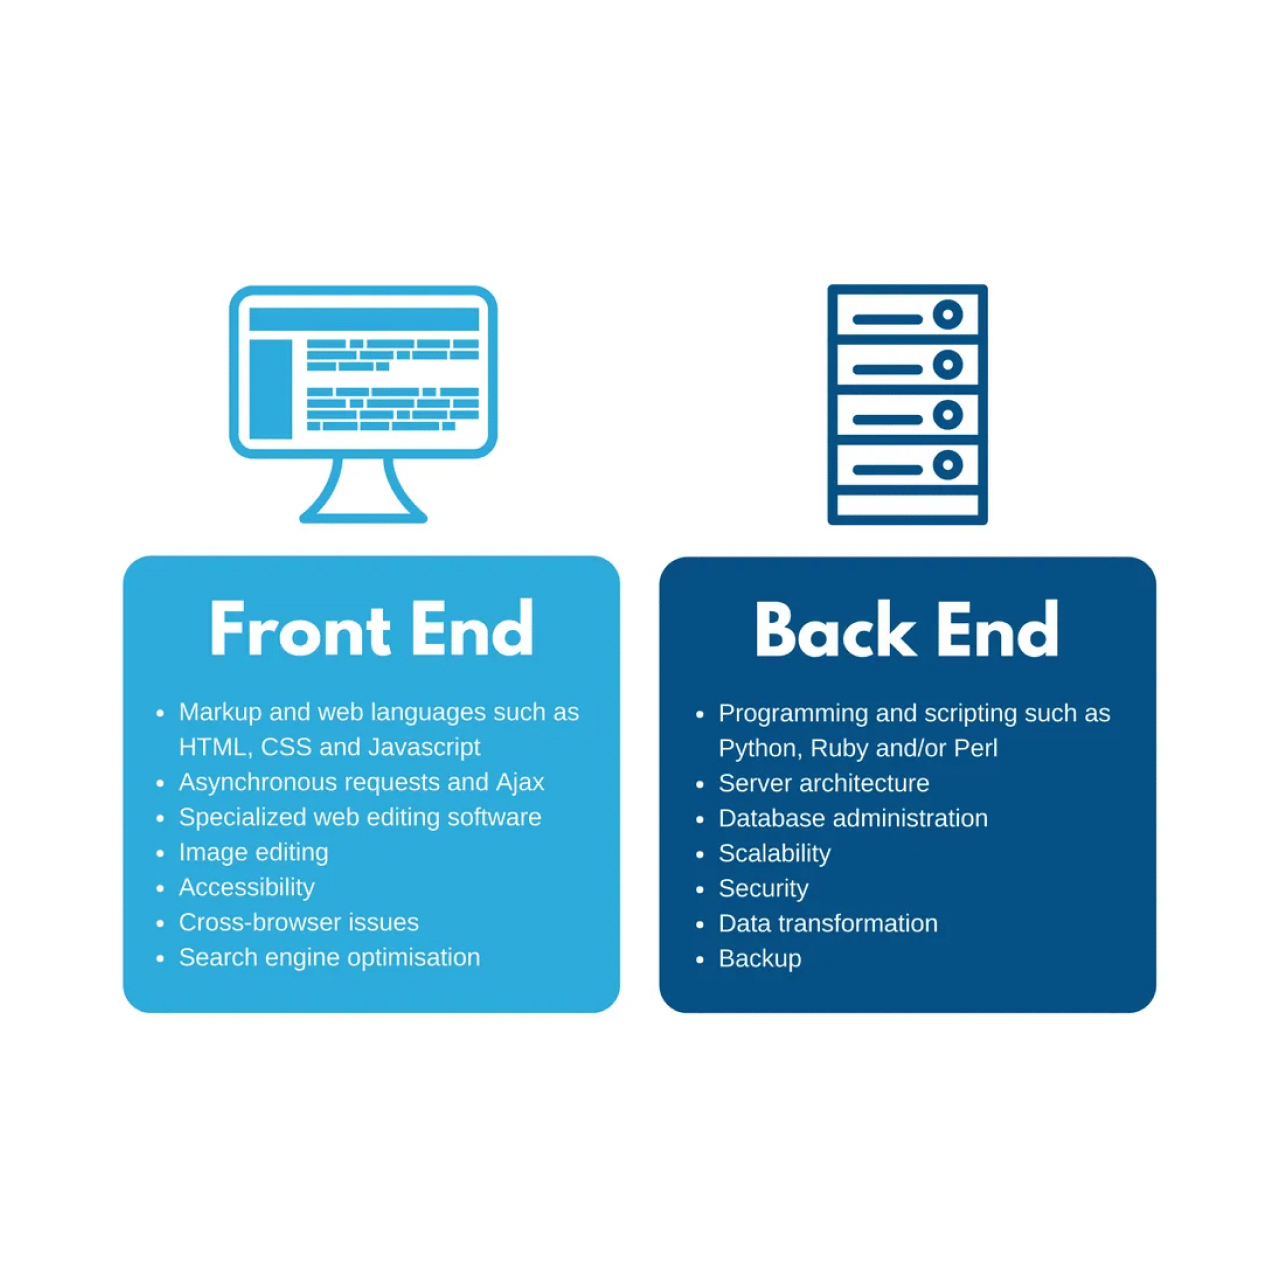 Front End
• Markup and web languages such as
HTML, CSS and Javascript
• Asynchronous requests and Ajax
• Specialized web editing software
• Image editing
• Accessibility
• Cross-browser issues
• Search engine optimisation
Back End
• Programming and scripting such as
Python, Ruby and/or Perl
• Server architecture
• Database administration
• Scalability
• Security
• Data transformation
• Backup